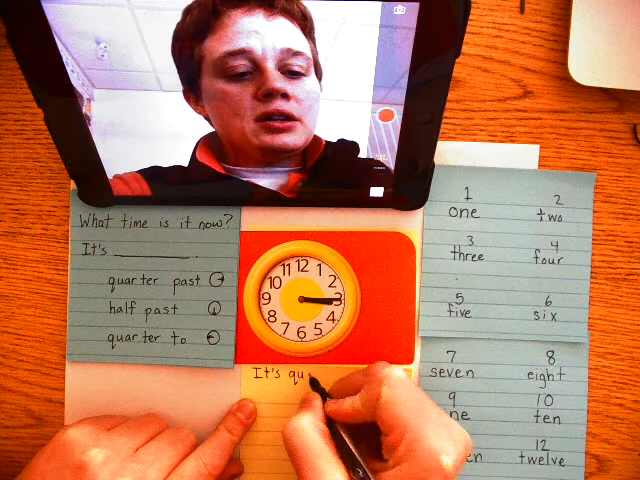 What time is it now?
It's ________.
quarter past
half past
quarter to
12
11 1
10 2
9 3
8 4
7 5
6
It's qu
1 2
one two
3 4
three four
5 6
five six
7 8
seven eight
9 10
ten
12
twelve